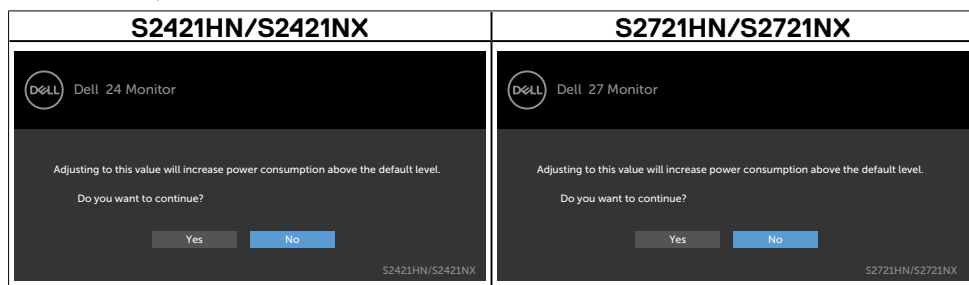 S2421HN/S2421NX
S2721HN/S2721NX
DELL Dell 24 Monitor
Adjusting to this value will increase power consumption above the default level.
Do you want to continue?
Yes No
S2421HN/S2421NX
DELL Dell 27 Monitor
Adjusting to this value will increase power consumption above the default level.
Do you want to continue?
Yes No
S2721HN/S2721NX